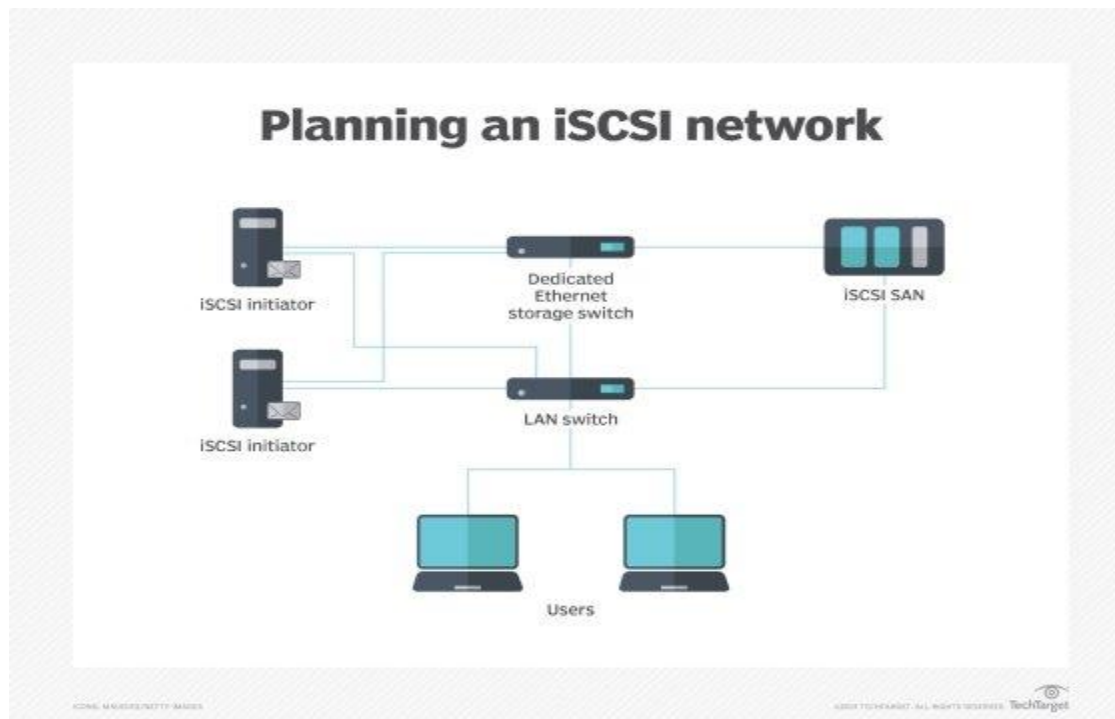 Planning an iSCSI network
iSCSI initiator
Dedicated
Ethernet
storage switch
iSCSI SAN
iSCSI initiator
LAN switch
Users
TechTarget